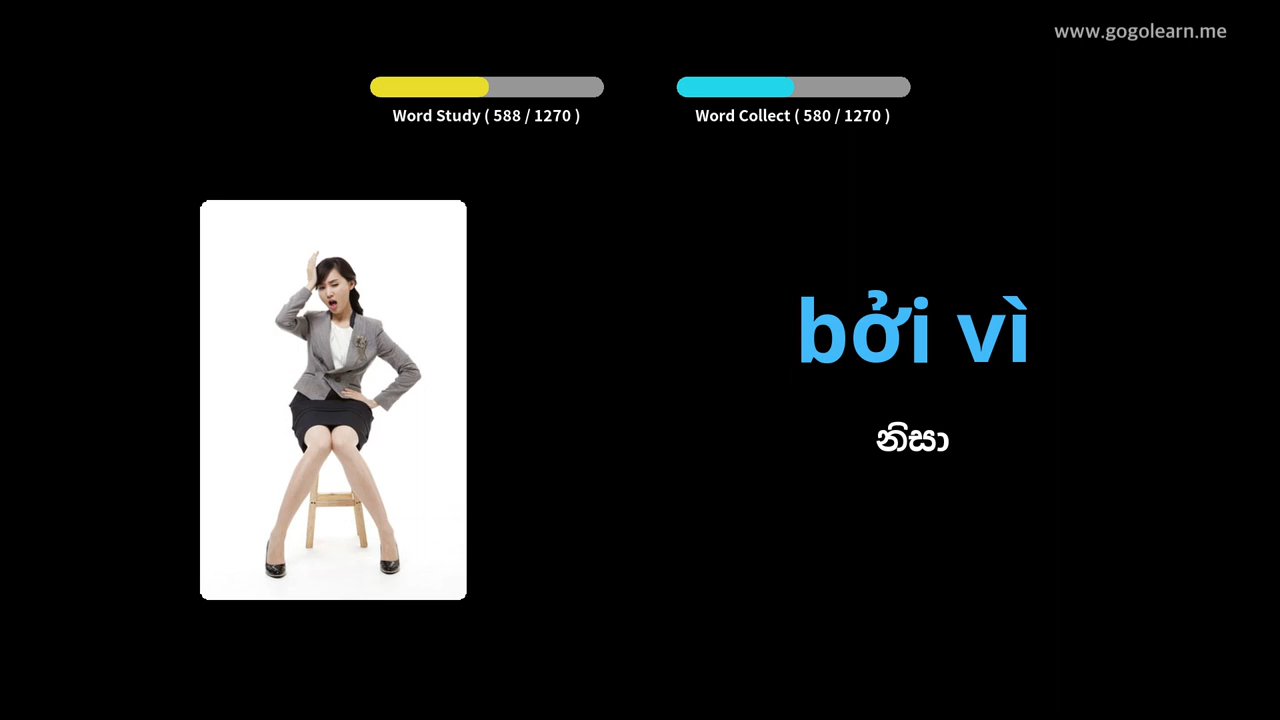 www.gogolearn.me
Word Study ( 588 / 1270 )
Word Collect ( 580 / 1270 )
bởi vì
නිසා